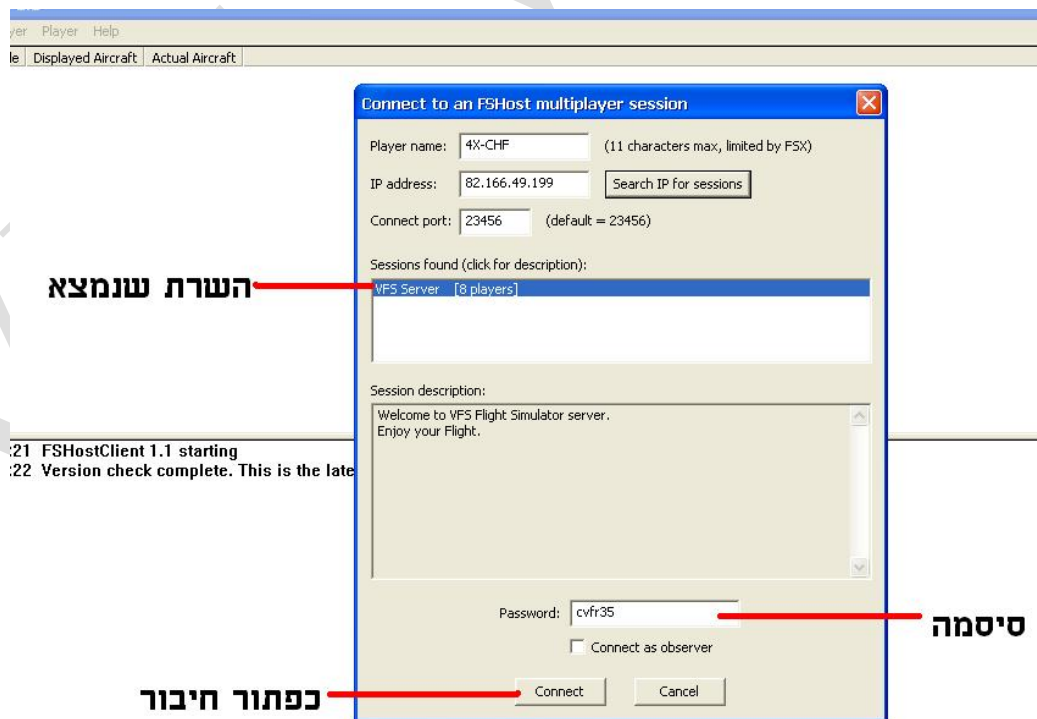 Player Help
Displayed Aircraft Actual Aircraft
Connect to an FSHost multiplayer session
Player name: 4X-CHF (11 characters max, limited by FSX)
IP address: 82.166.49.199 Search IP for sessions
Connect port: 23456 (default = 23456)
Sessions found (click for description):
השרת שנמצא
VFS Server [8 players]
Session description:
Welcome to VFS Flight Simulator server.
Enjoy your Flight.
:21 FSHostClient 1.1 starting
:22 Version check complete. This is the late
Password: cvfr35
סיסמה
Connect as observer
כפתור חיבור
Connect Cancel